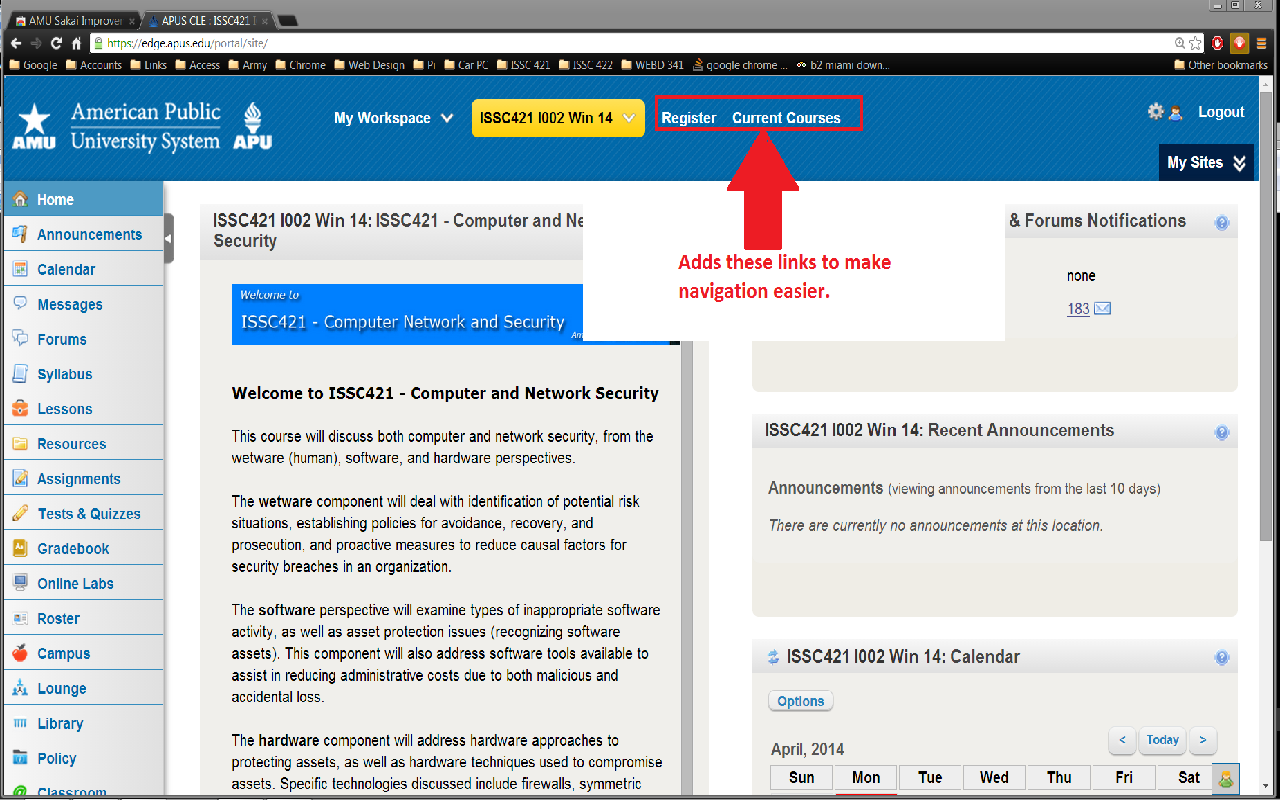 AMU Sakai Improver
APUS CLE : ISSC421 I
https://edge.apus.edu/portal/site/
Google Accounts Links Access Army Chrome Web Design Pi Car PC ISSC 421 ISSC 422 WEBD 341 google chrome ... b2 miami down... Other bookmarks
AMU
American Public
University System
APU
My Workspace
ISSC421 I002 Win 14
Register Current Courses
Logout
My Sites
Home
Announcements
Calendar
Messages
Forums
Syllabus
Lessons
Resources
Assignments
Tests & Quizzes
Gradebook
Online Labs
Roster
Campus
Lounge
Library
Policy
Classroom
ISSC421 I002 Win 14: ISSC421 - Computer and Ne
Security
Welcome to
ISSC421 - Computer Network and Security
Am
Welcome to ISSC421 - Computer and Network Security
This course will discuss both computer and network security, from the
wetware (human), software, and hardware perspectives.
The wetware component will deal with identification of potential risk
situations, establishing policies for avoidance, recovery, and
prosecution, and proactive measures to reduce causal factors for
security breaches in an organization.
The software perspective will examine types of inappropriate software
activity, as well as asset protection issues (recognizing software
assets). This component will also address software tools available to
assist in reducing administrative costs due to both malicious and
accidental loss.
The hardware component will address hardware approaches to
protecting assets, as well as hardware techniques used to compromise
assets. Specific technologies discussed include firewalls, symmetric
Adds these links to make
navigation easier.
& Forums Notifications
none
183
ISSC421 I002 Win 14: Recent Announcements
Announcements (viewing announcements from the last 10 days)
There are currently no announcements at this location.
ISSC421 I002 Win 14: Calendar
Options
April, 2014
< Today >
Sun Mon Tue Wed Thu Fri Sat